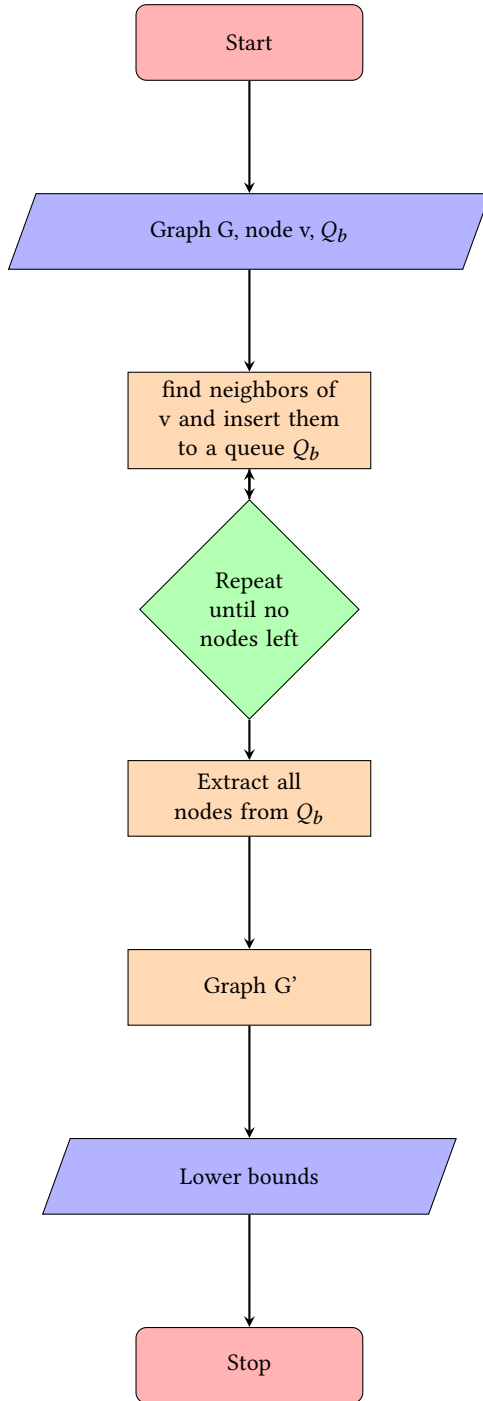 Start
Graph G, node v, Q_b
find neighbors of
v and insert them
to a queue Q_b
Repeat
until no
nodes left
Extract all
nodes from Q_b
Graph G'
Lower bounds
Stop